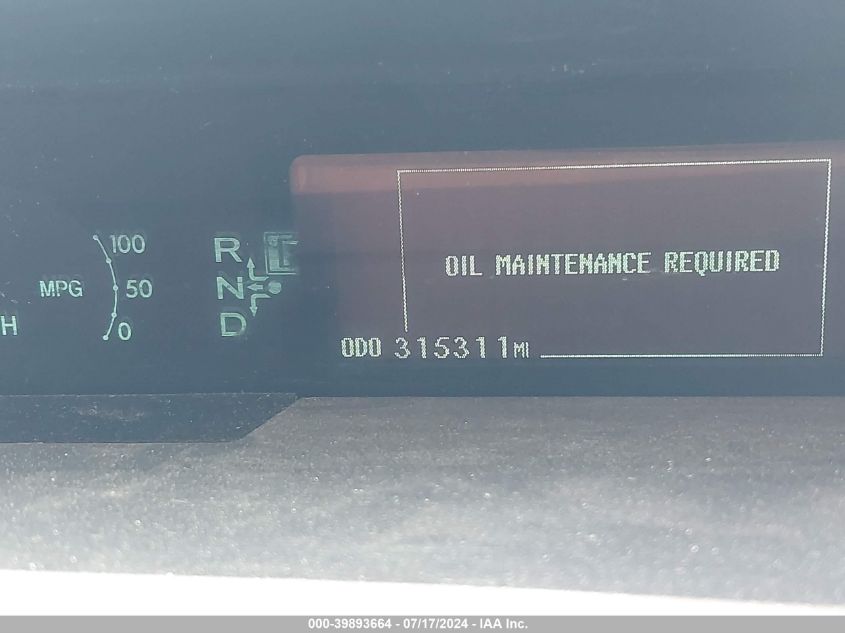 100
MPG 50
0
H
R
N
D
OIL MAINTENANCE REQUIRED
ODO 315311 MI
000-39893664 - 07/17/2024 - IAA Inc.